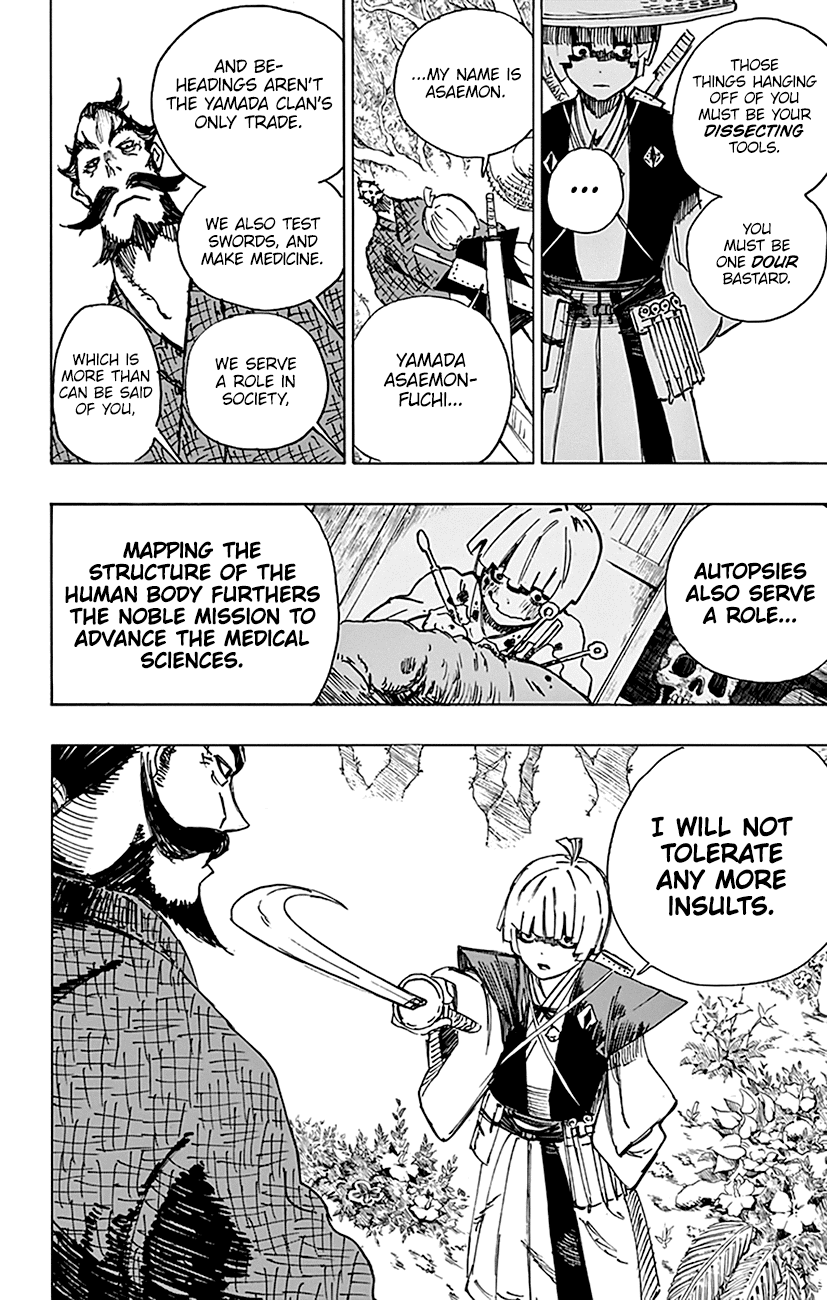 THOSE
THINGS HANGING
OFF OF YOU
MUST BE YOUR
DISSECTING
TOOLS.
YOU
MUST BE
ONE DOUR
BASTARD.
...
...MY NAME IS
ASAEMON.
YAMADA
ASAEMON-
FUCHI...
AND BE-
HEADINGS AREN'T
THE YAMADA CLAN'S
ONLY TRADE.
WE ALSO TEST
SWORDS, AND
MAKE MEDICINE.
WE SERVE
A ROLE IN
SOCIETY,
WHICH IS
MORE THAN
CAN BE SAID
OF YOU,
AUTOPSIES
ALSO SERVE
A ROLE...
MAPPING THE
STRUCTURE OF THE
HUMAN BODY FURTHERS
THE NOBLE MISSION TO
ADVANCE THE MEDICAL
SCIENCES.
I WILL NOT
TOLERATE
ANY MORE
INSULTS.